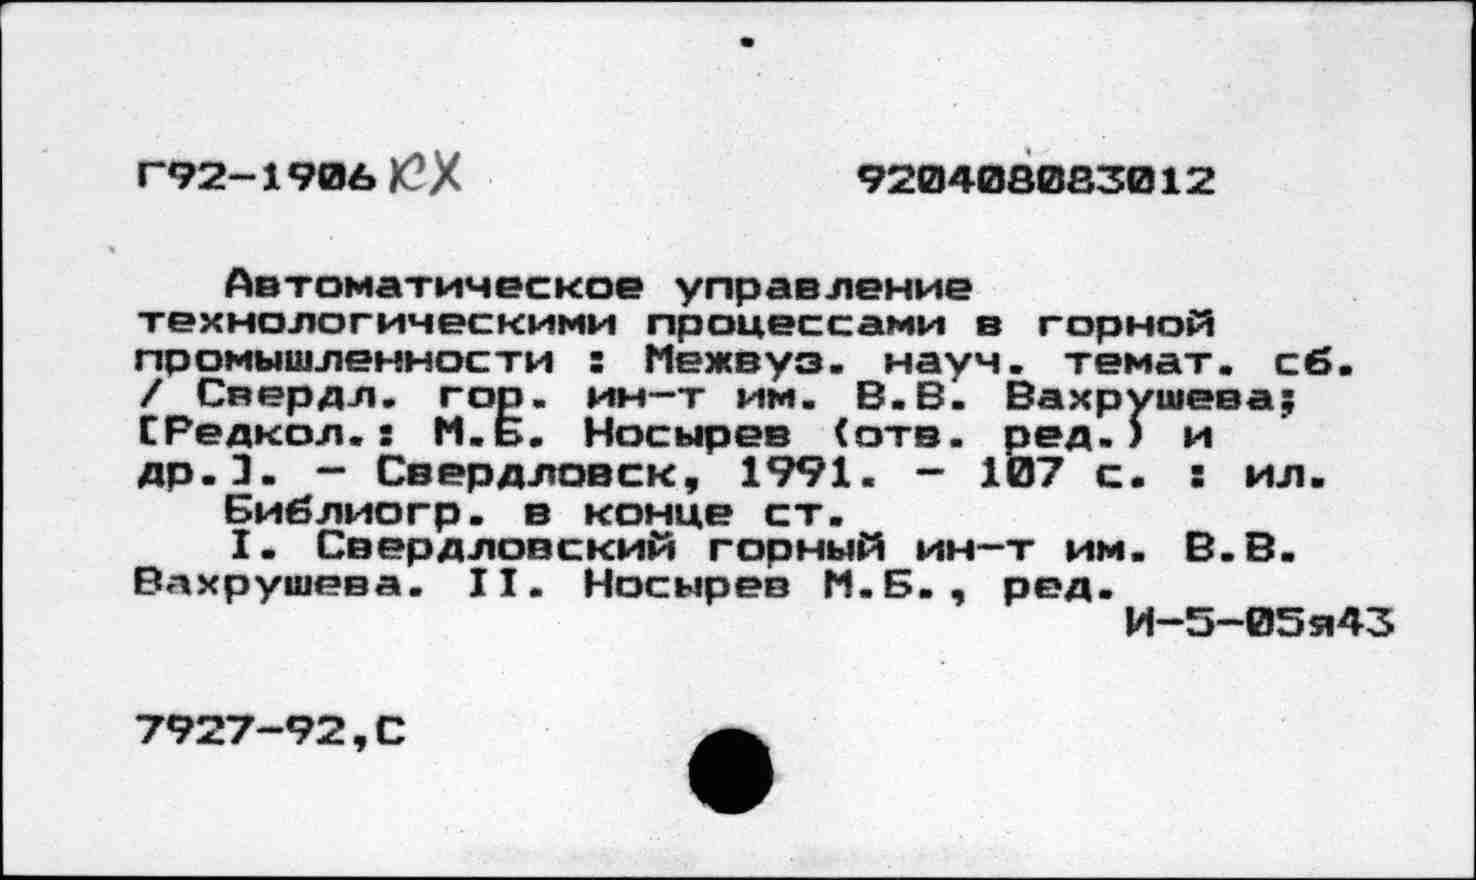 Г92-1906 кх 920408083012
Автоматическое управление
технологическими процессами в горной
промышленности : Межвуз. науч. темат. сб.
/ Свердл. гор. ин-т им. В.В. Вахрушева;
[Редкол.: М.Б. Носырев (отв. ред.) и
др.]. - Свердловск, 1991. - 107 с. : ил.
Библиогр. в конце ст.
I. Свердловский горный ин-т им. В.В.
Вахрушева. II. Носырев М.Б., ред.
И-5-05я43
7927-92,С